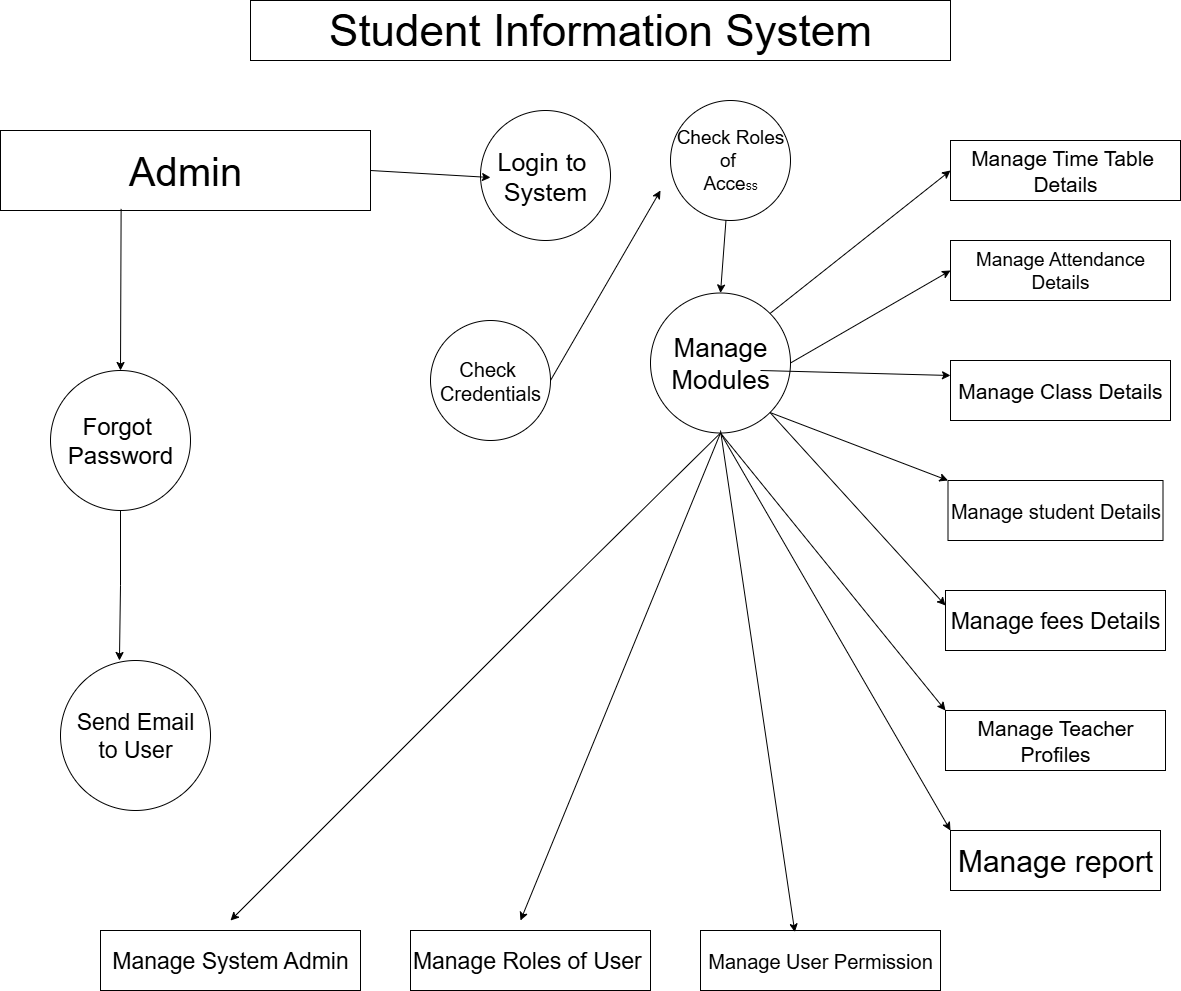 Student Information System
Admin
Login to
System
Check Roles
of
Access
Manage Time Table
Details
Manage Attendance
Details
Check
Credentials
Manage
Modules
Manage Class Details
Forgot
Password
Manage student Details
Manage fees Details
Send Email
to User
Manage Teacher
Profiles
Manage report
Manage System Admin
Manage Roles of User
Manage User Permission